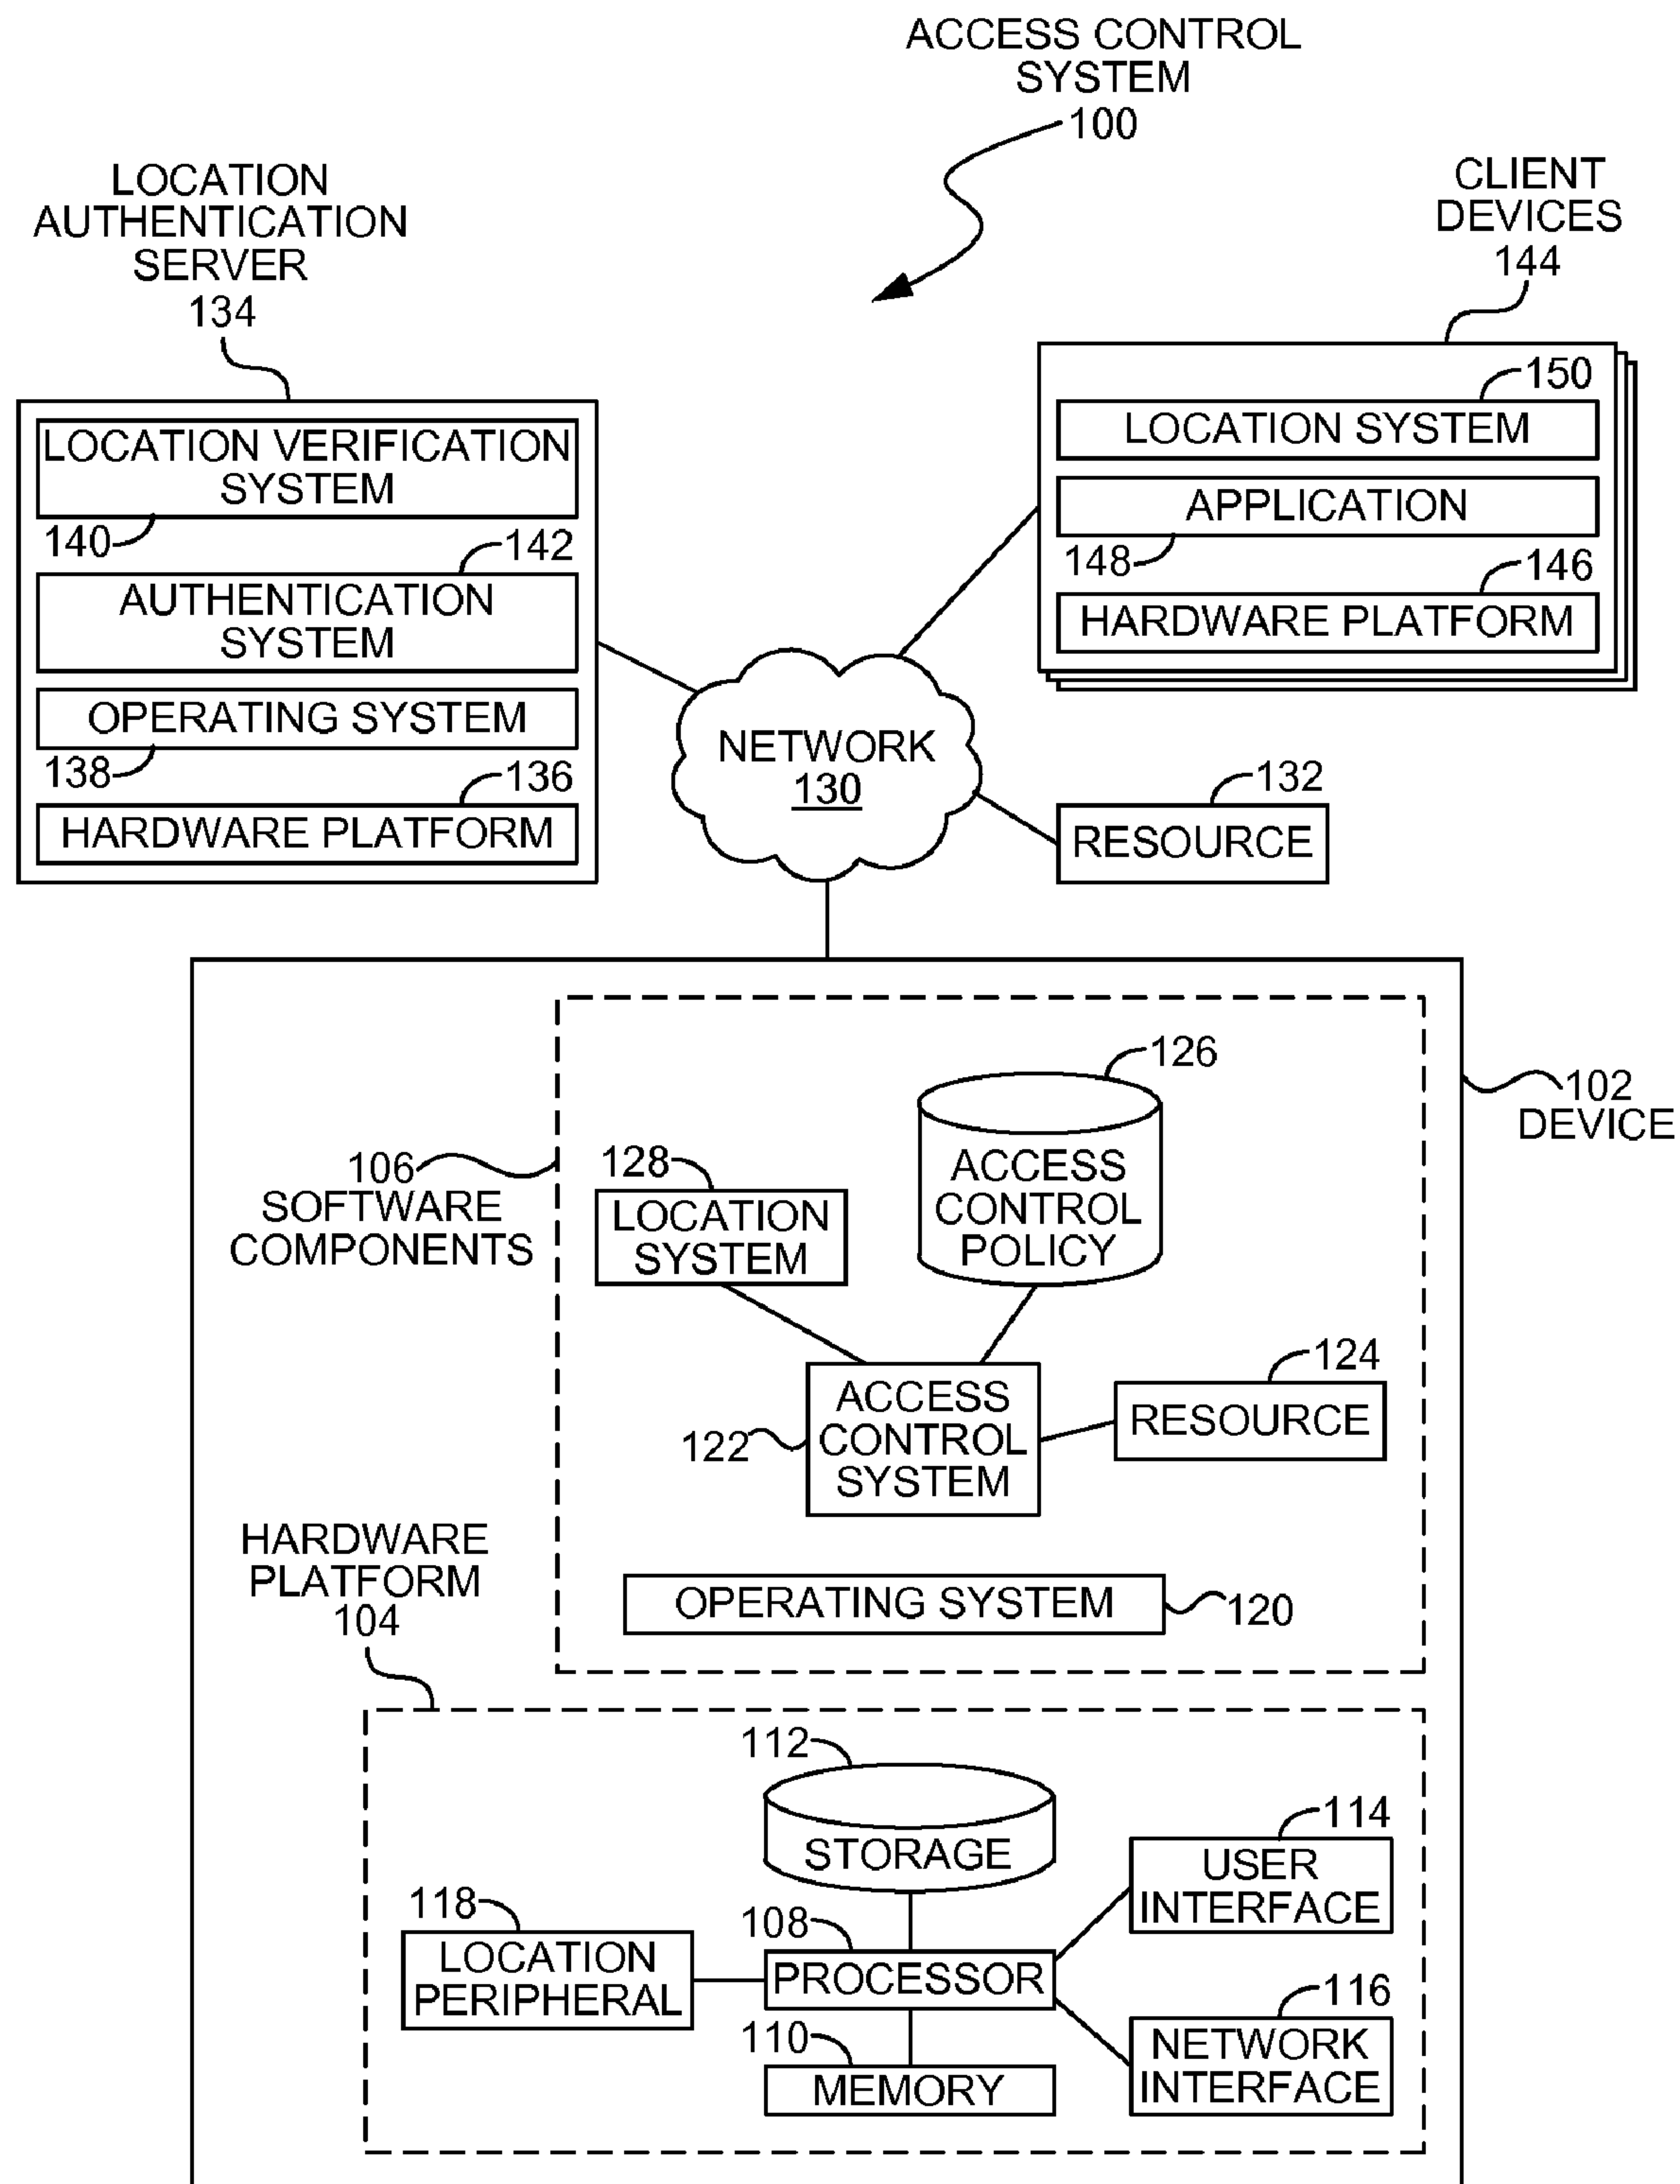 ACCESS CONTROL
SYSTEM
100
LOCATION
AUTHENTICATION
SERVER
134
LOCATION VERIFICATION
SYSTEM
140
142
AUTHENTICATION
SYSTEM
OPERATING SYSTEM
138
136
HARDWARE PLATFORM
CLIENT
DEVICES
144
150
LOCATION SYSTEM
APPLICATION
148
146
HARDWARE PLATFORM
NETWORK
130
132
RESOURCE
102
DEVICE
106
SOFTWARE
COMPONENTS
128
LOCATION
SYSTEM
126
ACCESS
CONTROL
POLICY
122
ACCESS
CONTROL
SYSTEM
124
RESOURCE
OPERATING SYSTEM
120
HARDWARE
PLATFORM
104
112
STORAGE
118
LOCATION
PERIPHERAL
108
PROCESSOR
110
MEMORY
114
USER
INTERFACE
116
NETWORK
INTERFACE